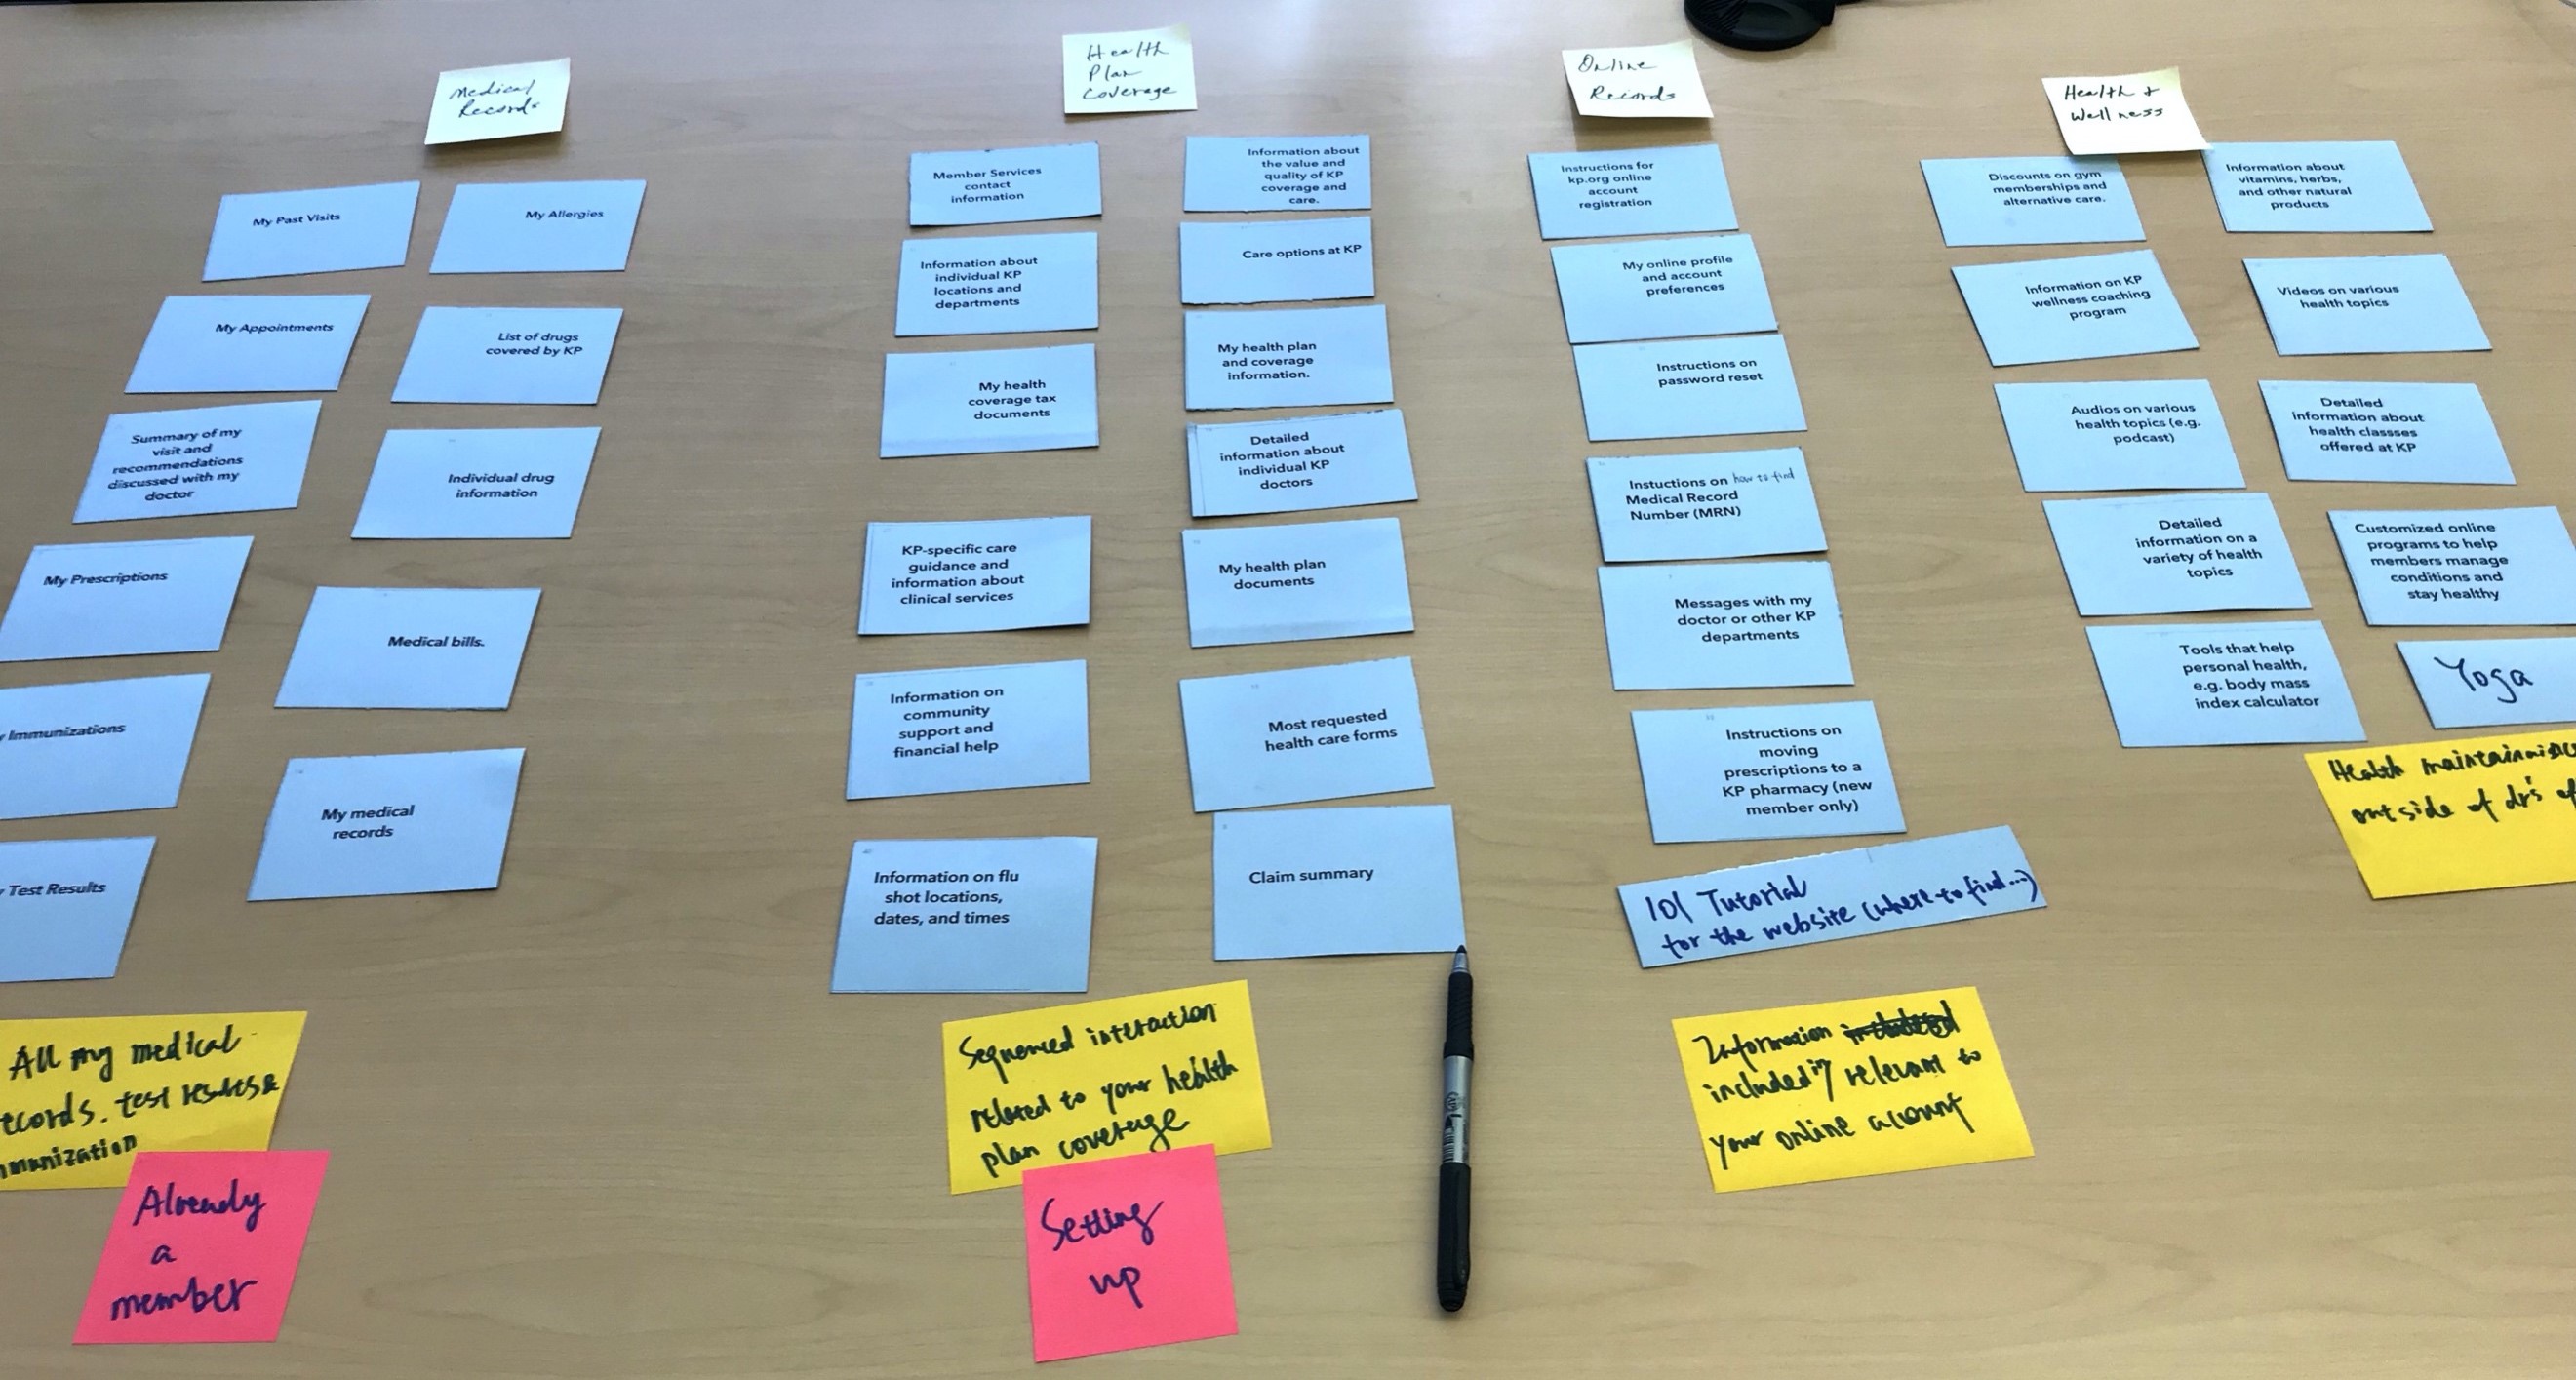 Medical
Records
My Past Visits
My Allergies
My Appointments
List of drugs
covered by KP
Summary of my
visit and
recommendations
discussed with my
doctor
Individual drug
information
My Prescriptions
Medical bills.
Immunizations
My medical
records
Test Results
All my medical
test results &
Already
a
member
Health
Plan
Coverage
Member Services
contact
information
Information about
the value and
quality of KP
coverage and
care.
Information about
individual KP
locations and
departments
Care options at KP
My health
coverage tax
documents
My health plan
and coverage
information.
Detailed
information about
individual KP
doctors
KP-specific care
guidance and
information about
clinical services
My health plan
documents
Information on
community
support and
financial help
Most requested
health care forms
Information on flu
shot locations,
dates, and times
Claim summary
Sequenced interaction
related to your health
plan coverage
Setting
up
Online
Records
Instructions for
kp.org online
account
registration
My online profile
and account
preferences
Instructions on
password reset
Instuctions on how to find
Medical Record
Number (MRN)
Messages with my
doctor or other KP
departments
Instructions on
moving
prescriptions to a
KP pharmacy (new
member only)
101 Tutorial
for the website (where to find...)
Information included
included relevant to
your online account
Health +
Wellness
Discounts on gym
memberships and
alternative care.
Information about
vitamins, herbs,
and other natural
products
Information on KP
wellness coaching
program
Videos on various
health topics
Audios on various
health topics (e.g.
podcast)
Detailed
information about
health classses
offered at KP
Detailed
information on a
variety of health
topics
Customized online
programs to help
members manage
conditions and
stay healthy
Tools that help
personal health,
e.g. body mass
index calculator
Yoga
Health
outside of dr's